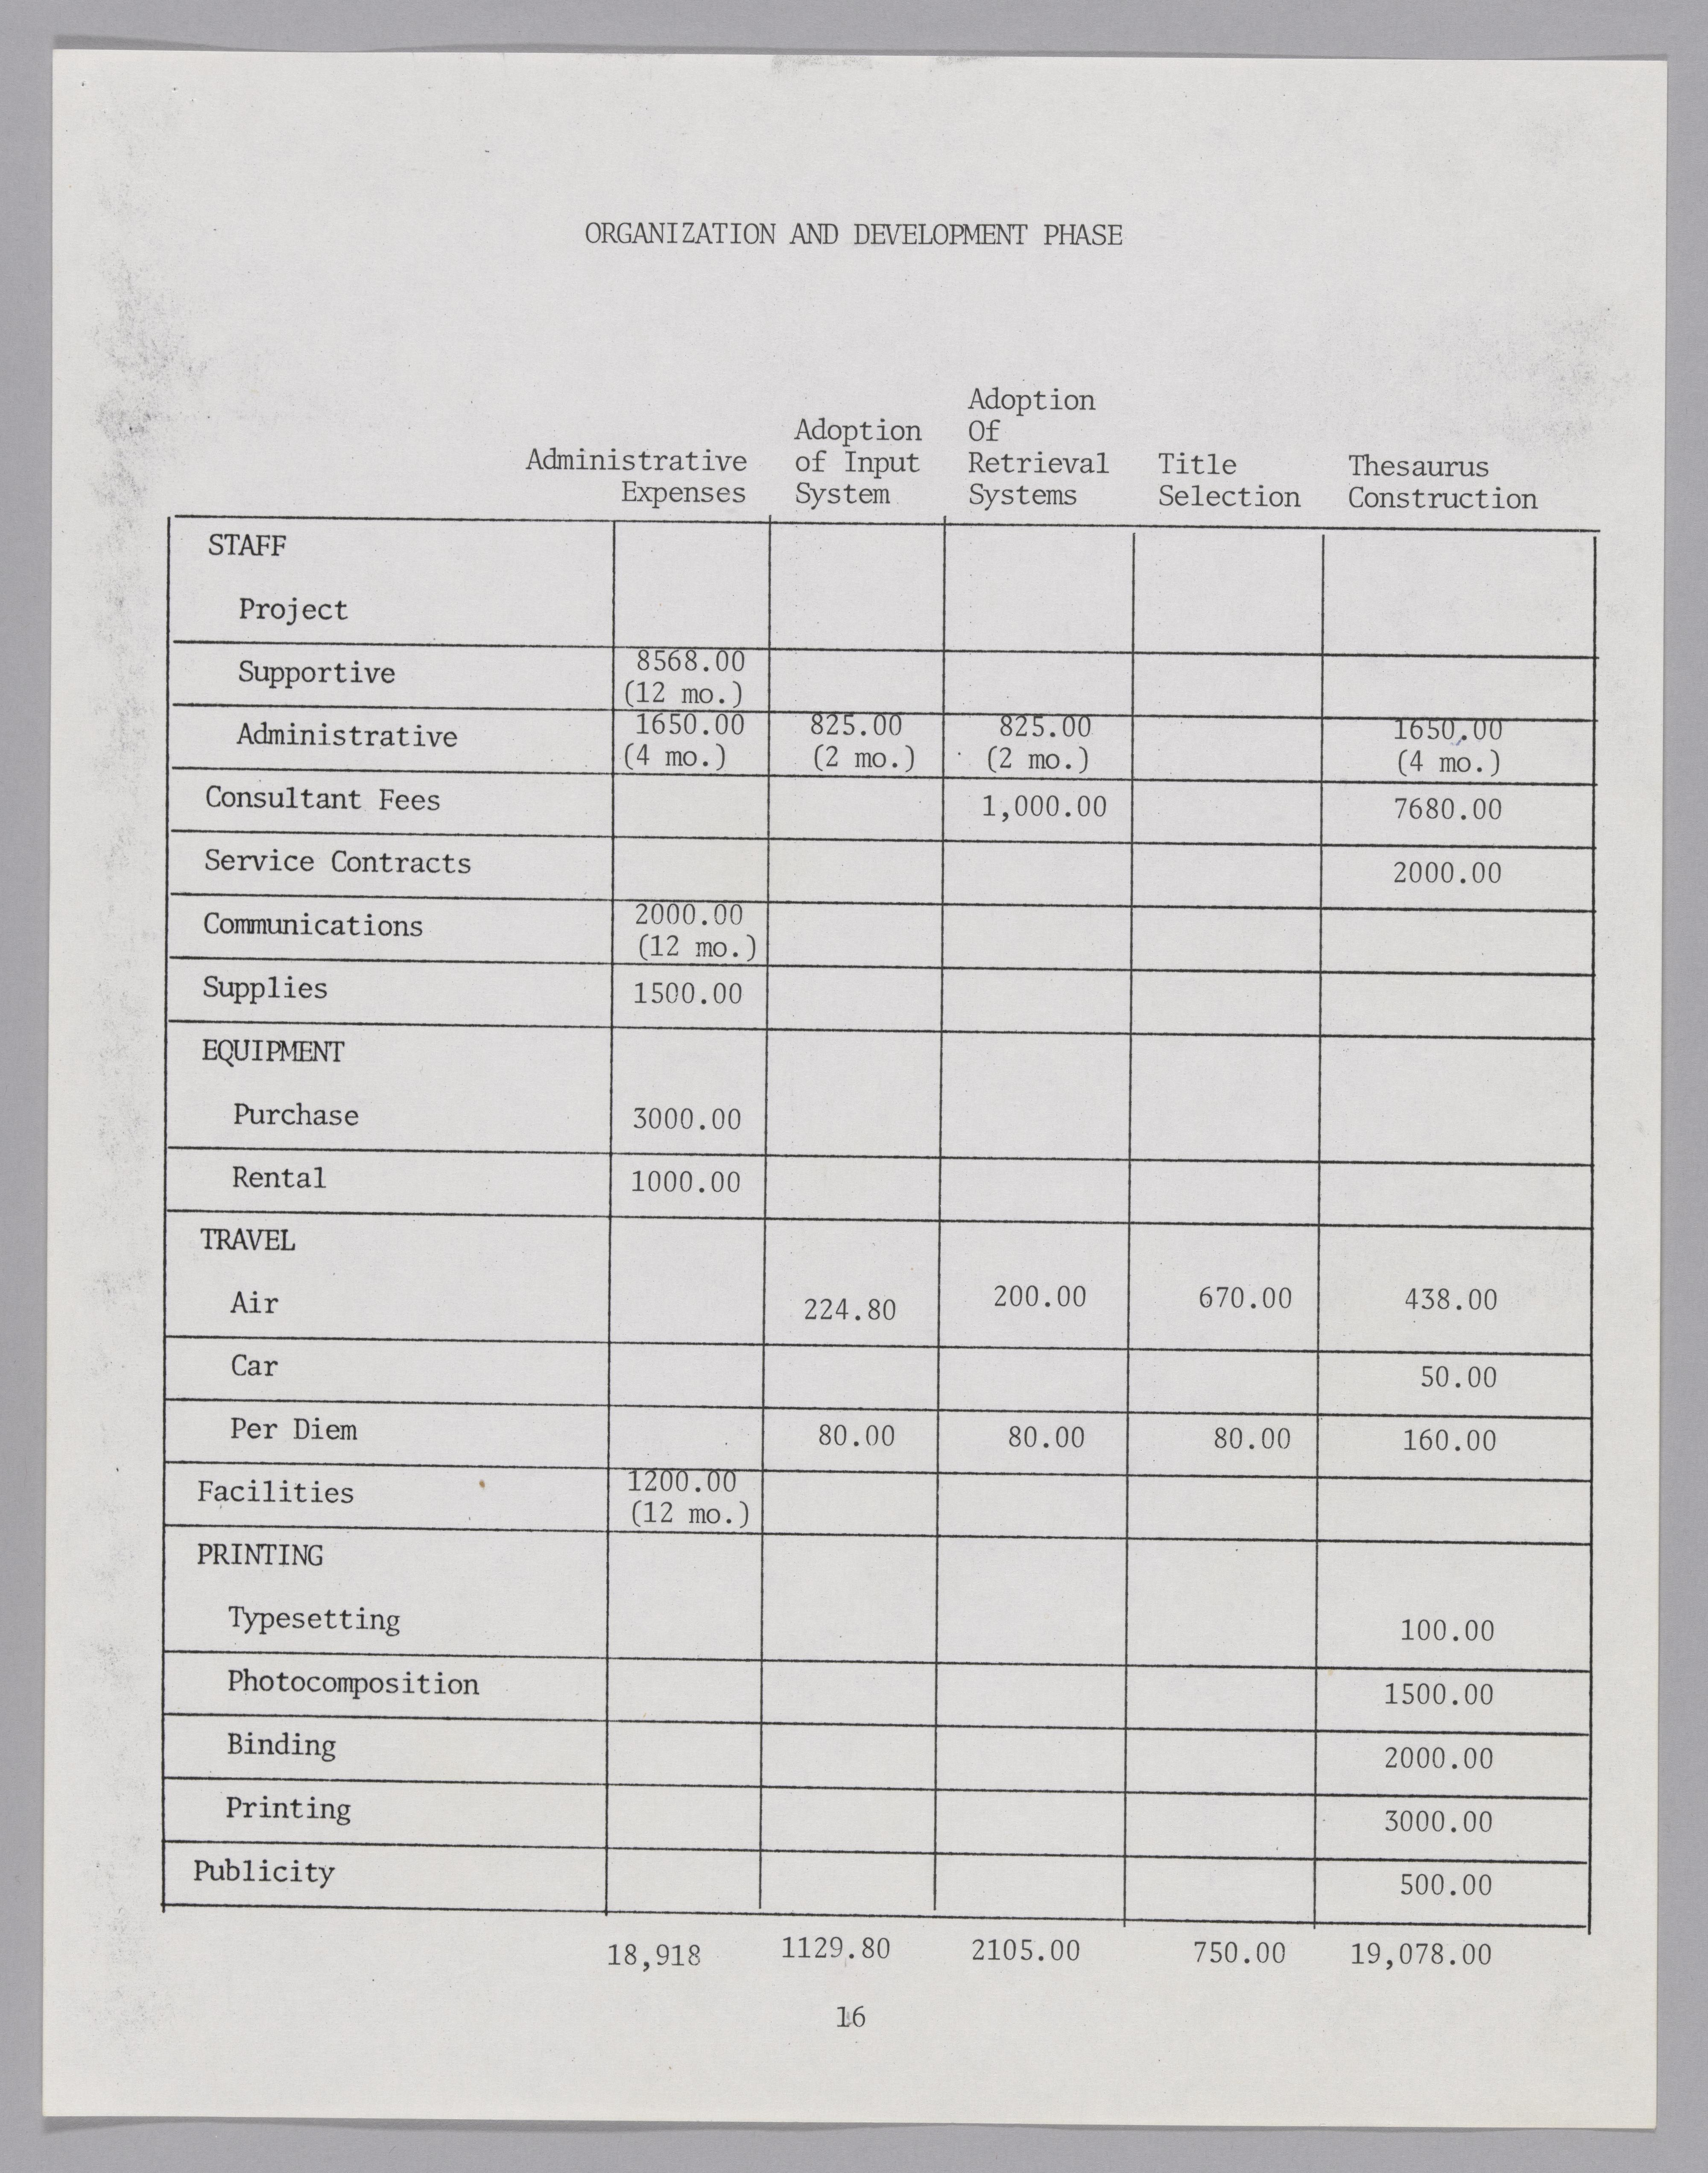 ORGANIZATION AND DEVELOPMENT PHASE
Adoption
Adoption Of
Administrative of Input Retrieval Title Thesaurus
Expenses System Systems Selection Construction
STAFF
Project
Supportive 8568.00
(12 mo.)
Administrative 1650.00 825.00 825.00 1650.00
(4 mo.) (2 mo.) (2 mo.) (4 mo.)
Consultant Fees 1,000.00 7680.00
Service Contracts 2000.00
Communications 2000.00
(12 mo.)
Supplies 1500.00
EQUIPMENT
Purchase 3000.00
Rental 1000.00
TRAVEL
Air 224.80 200.00 670.00 438.00
Car 50.00
Per Diem 80.00 80.00 80.00 160.00
Facilities 1200.00
(12 mo.)
PRINTING
Typesetting 100.00
Photocomposition 1500.00
Binding 2000.00
Printing 3000.00
Publicity 500.00
18,918 1129.80 2105.00 750.00 19,078.00
16